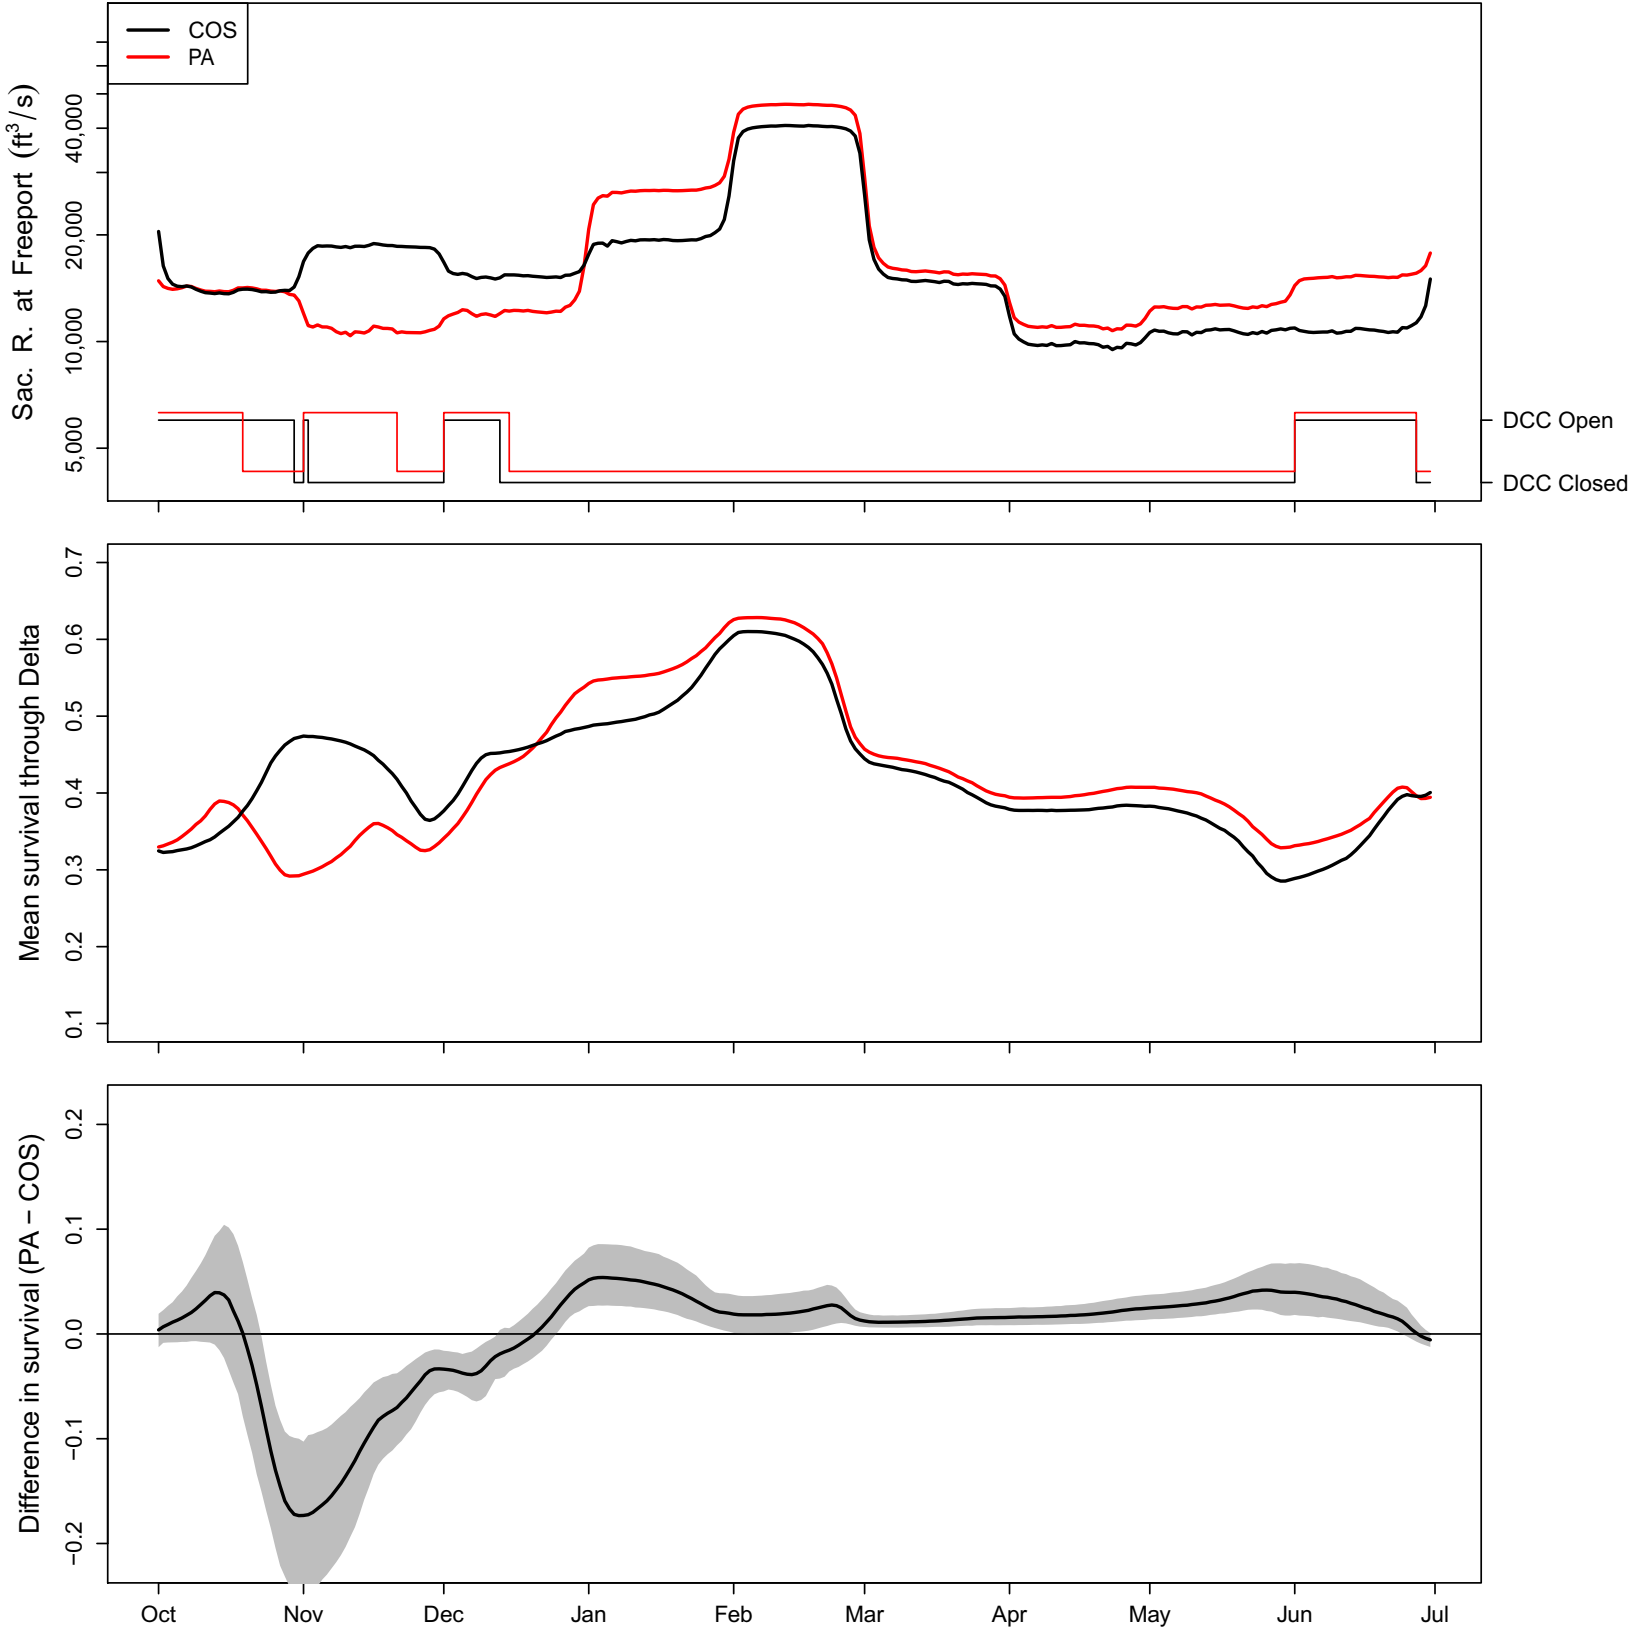 COS
PA
Sac. R. at Freeport (ft³/s)
40,000
20,000
10,000
5,000
DCC Open
DCC Closed
Mean survival through Delta
0.7
0.6
0.5
0.4
0.3
0.2
0.1
Difference in survival (PA − COS)
0.2
0.1
0.0
−0.1
−0.2
Oct Nov Dec Jan Feb Mar Apr May Jun Jul